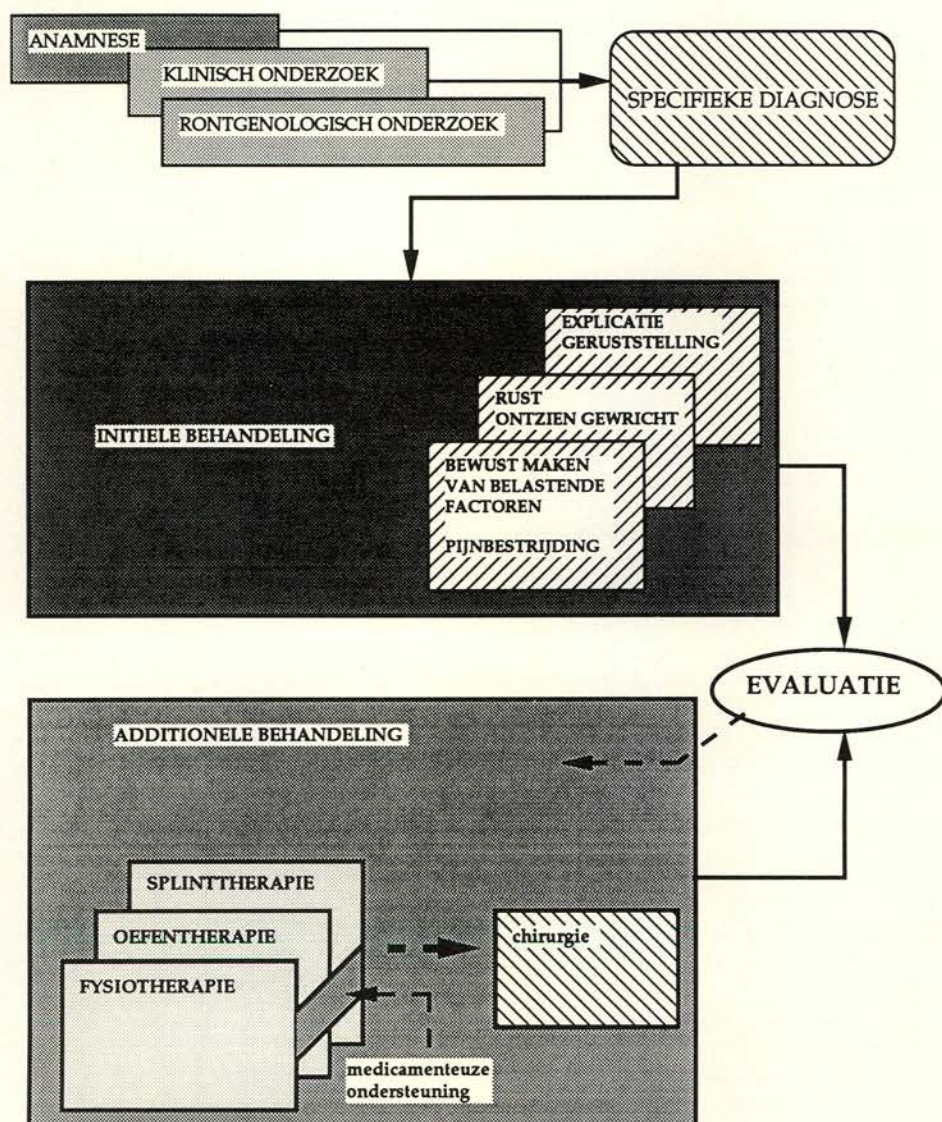 ANAMNESE
KLINISCH ONDERZOEK
RONTGENOLOGISCH ONDERZOEK
SPECIFIEKE DIAGNOSE
EXPLICATIE
GERUSTSTELLING
RUST
ONTZIEN GEWRICHT
INITIELE BEHANDELING
BEWUST MAKEN
VAN BELASTENDE
FACTOREN
PIJNBESTRIJDING
EVALUATIE
ADDITIONELE BEHANDELING
SPLINTTHERAPIE
OEFENTHERAPIE
FYSIOTHERAPIE
chirurgie
medicamenteuze
ondersteuning